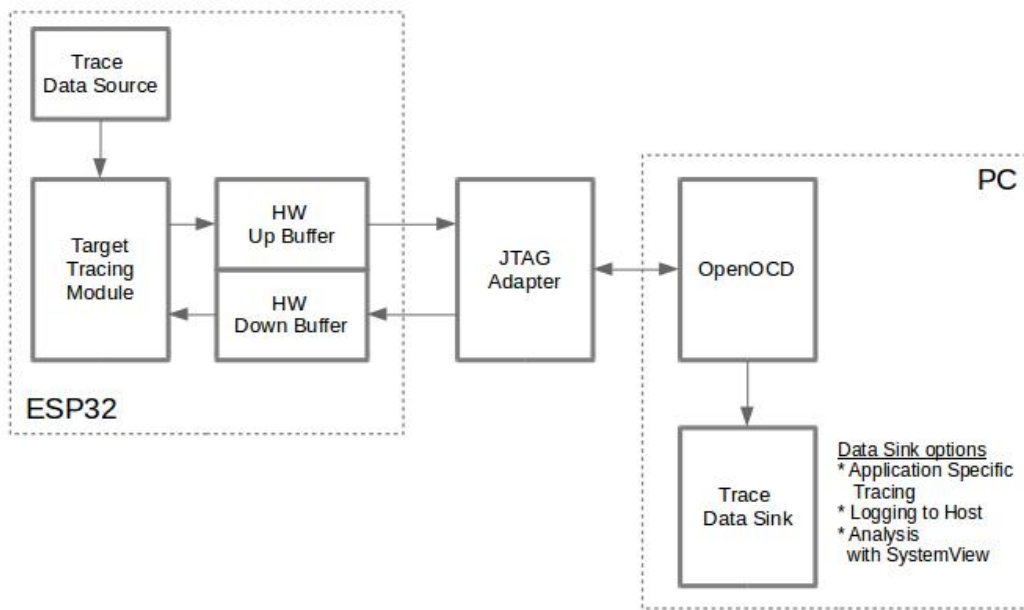 Trace
Data Source
Target
Tracing
Module
HW
Up Buffer
HW
Down Buffer
ESP32
JTAG
Adapter
PC
OpenOCD
Trace
Data Sink
Data Sink options
* Application Specific
Tracing
* Logging to Host
* Analysis
with SystemView